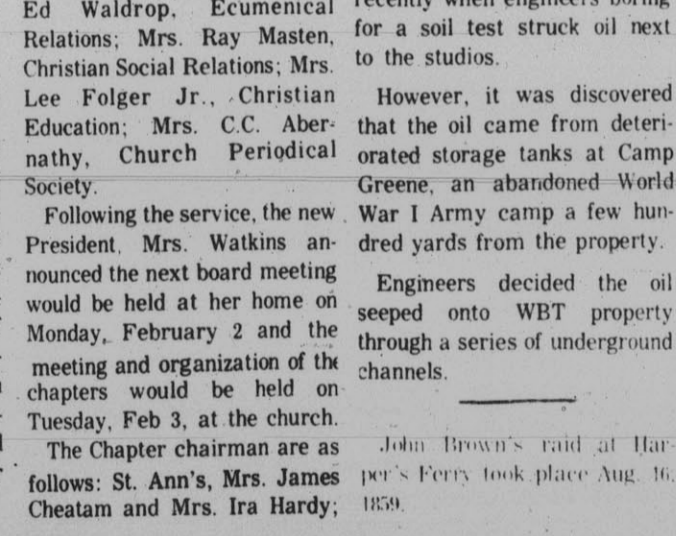 Ed Waldrop, Ecumenical
Relations; Mrs. Ray Masten,
Christian Social Relations; Mrs.
Lee Folger Jr., Christian
Education; Mrs. C.C. Aber-
nathy, Church Periodical
Society.
Following the service, the new
President, Mrs. Watkins an-
nounced the next board meeting
would be held at her home on
Monday, February 2 and the
meeting and organization of the
chapters would be held on
Tuesday, Feb 3, at the church.
The Chapter chairman are as
follows: St. Ann's, Mrs. James
Cheatam and Mrs. Ira Hardy;
recently when engineers boring
for a soil test struck oil next
to the studios.
However, it was discovered
that the oil came from deteri-
orated storage tanks at Camp
Greene, an abandoned World
War I Army camp a few hun-
dred yards from the property.
Engineers decided the oil
seeped onto WBT property
through a series of underground
channels.
John Brown's raid at Har-
per's Ferry took place Aug. 16,
1859.